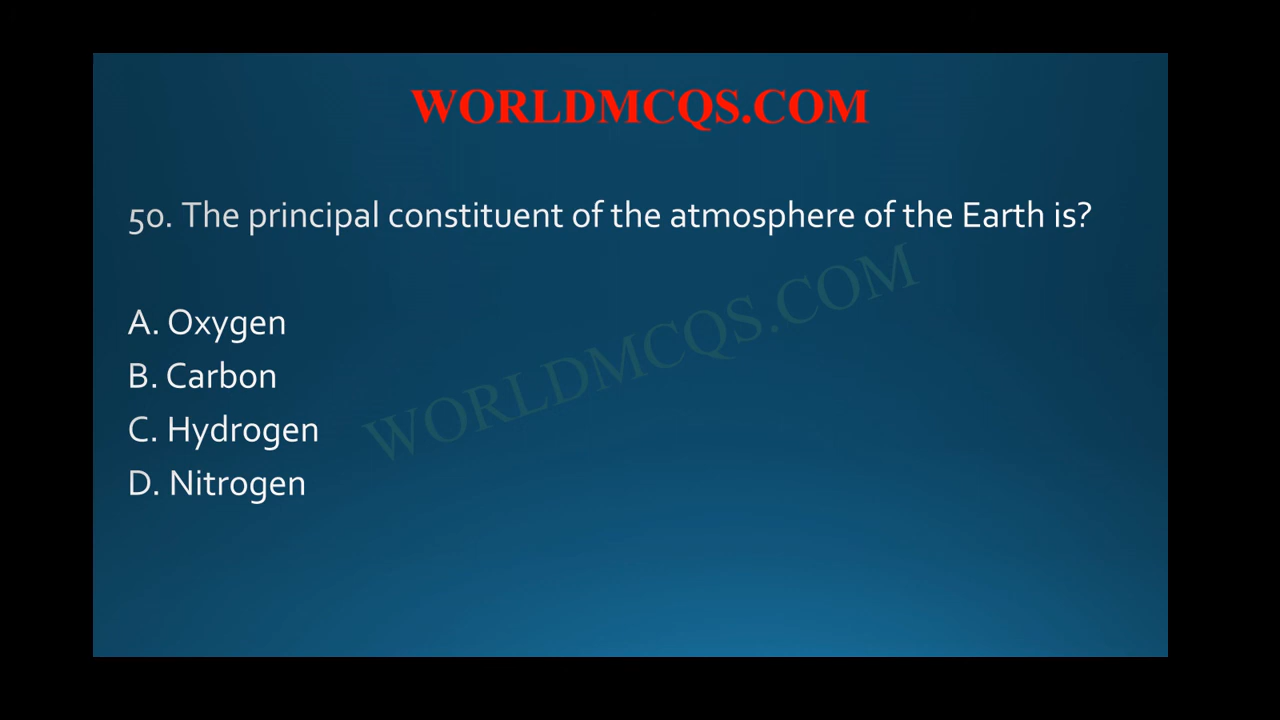 WORLDMCQS.COM
50. The principal constituent of the atmosphere of the Earth is?
WORLDMCQS.COM
A. Oxygen
B. Carbon
C. Hydrogen
D. Nitrogen